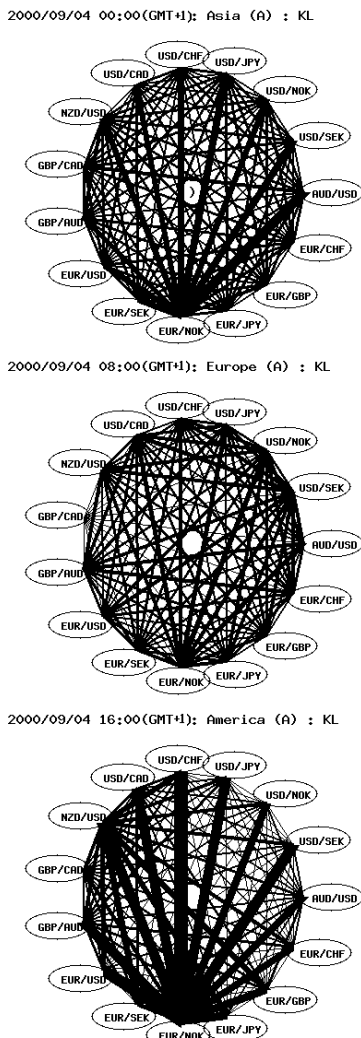 2000/09/04 00:00(GMT+1): Asia (A) : KL
USD/CHF
USD/JPY
USD/CAD
USD/NOK
NZD/USD
USD/SEK
GBP/CAD
AUD/USD
GBP/AUD
EUR/CHF
EUR/USD
EUR/GBP
EUR/SEK
EUR/JPY
EUR/NOK
2000/09/04 08:00(GMT+1): Europe (A) : KL
USD/CHF
USD/JPY
USD/CAD
USD/NOK
NZD/USD
USD/SEK
GBP/CAD
AUD/USD
GBP/AUD
EUR/CHF
EUR/USD
EUR/GBP
EUR/SEK
EUR/JPY
EUR/NOK
2000/09/04 16:00(GMT+1): America (A) : KL
USD/CHF
USD/JPY
USD/CAD
USD/NOK
NZD/USD
USD/SEK
GBP/CAD
AUD/USD
GBP/AUD
EUR/CHF
EUR/USD
EUR/GBP
EUR/SEK
EUR/JPY
EUR/NOK